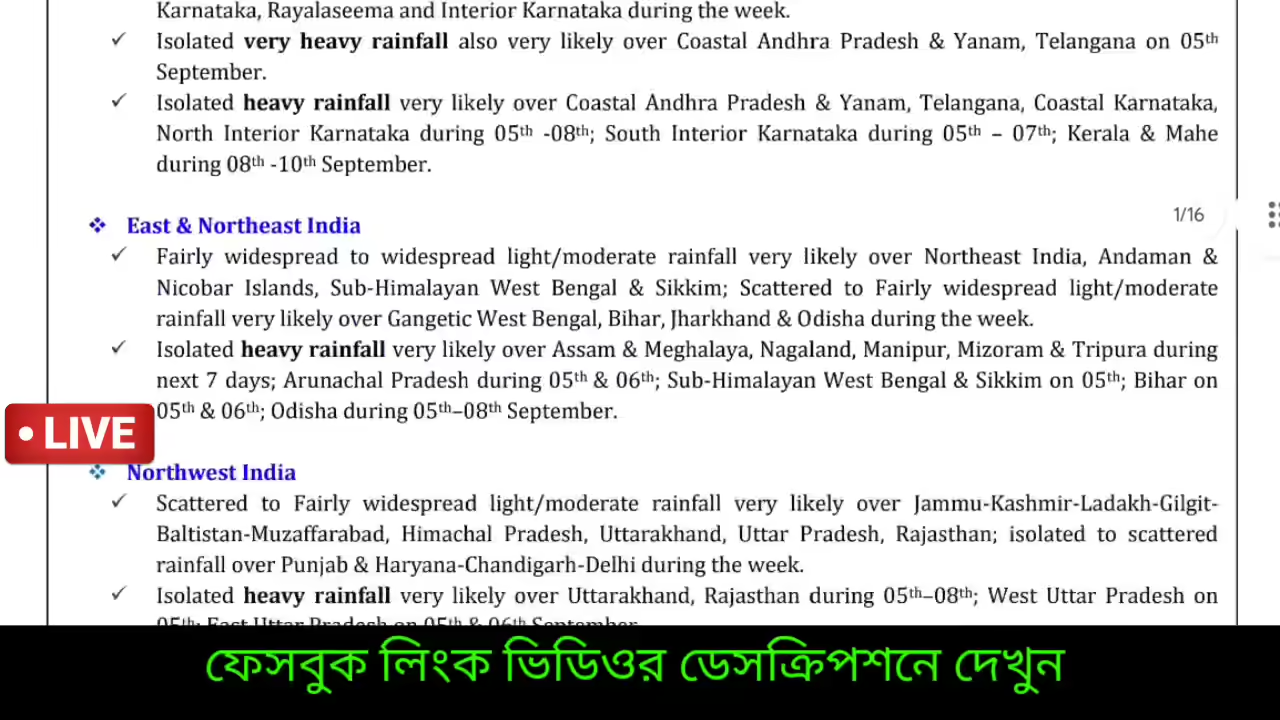 Karnataka, Rayalaseema and Interior Karnataka during the week.
✓ Isolated very heavy rainfall also very likely over Coastal Andhra Pradesh & Yanam, Telangana on 05th
September.
✓ Isolated heavy rainfall very likely over Coastal Andhra Pradesh & Yanam, Telangana, Coastal Karnataka,
North Interior Karnataka during 05th -08th; South Interior Karnataka during 05th – 07th; Kerala & Mahe
during 08th -10th September.
❖ East & Northeast India
1/16
✓ Fairly widespread to widespread light/moderate rainfall very likely over Northeast India, Andaman &
Nicobar Islands, Sub-Himalayan West Bengal & Sikkim; Scattered to Fairly widespread light/moderate
rainfall very likely over Gangetic West Bengal, Bihar, Jharkhand & Odisha during the week.
✓ Isolated heavy rainfall very likely over Assam & Meghalaya, Nagaland, Manipur, Mizoram & Tripura during
next 7 days; Arunachal Pradesh during 05th & 06th; Sub-Himalayan West Bengal & Sikkim on 05th; Bihar on
05th & 06th; Odisha during 05th–08th September.
• LIVE
❖ Northwest India
✓ Scattered to Fairly widespread light/moderate rainfall very likely over Jammu-Kashmir-Ladakh-Gilgit-
Baltistan-Muzaffarabad, Himachal Pradesh, Uttarakhand, Uttar Pradesh, Rajasthan; isolated to scattered
rainfall over Punjab & Haryana-Chandigarh-Delhi during the week.
✓ Isolated heavy rainfall very likely over Uttarakhand, Rajasthan during 05th–08th; West Uttar Pradesh on
05th; East Uttar Pradesh on 05th & 06th September.
ফেসবুক লিংক ভিডিওর ডেসক্রিপশনে দেখুন